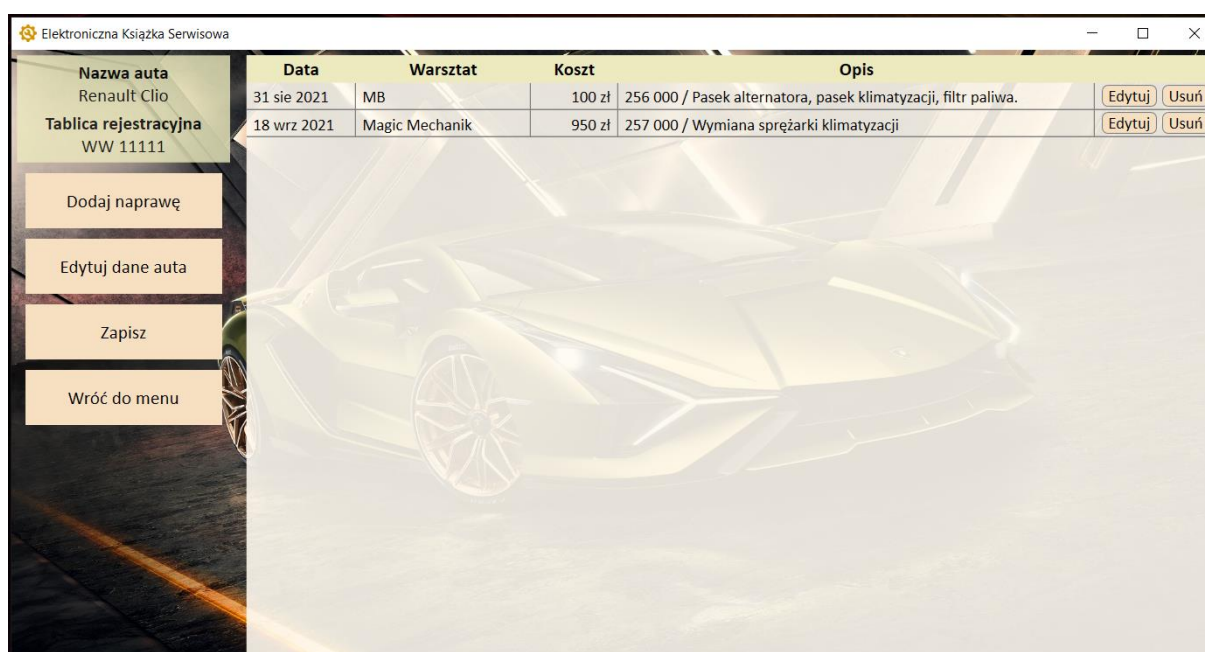 Elektroniczna Książka Serwisowa
Nazwa auta
Renault Clio
Tablica rejestracyjna
WW 11111
Dodaj naprawę
Edytuj dane auta
Zapisz
Wróć do menu
Data Warsztat Koszt Opis
31 sie 2021 MB 100 zł 256 000 / Pasek alternatora, pasek klimatyzacji, filtr paliwa. Edytuj Usuń
18 wrz 2021 Magic Mechanik 950 zł 257 000 / Wymiana sprężarki klimatyzacji Edytuj Usuń